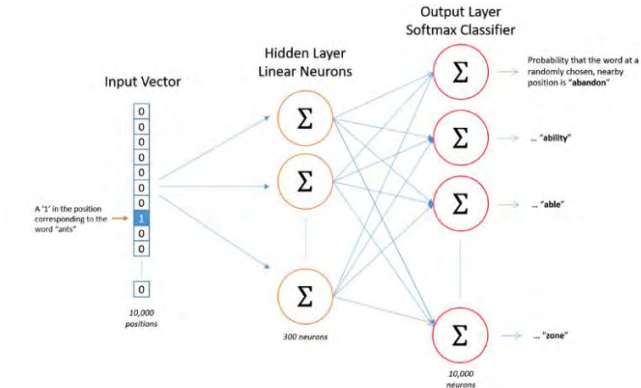 Output Layer
Softmax Classifier
Hidden Layer
Linear Neurons
Input Vector
0
0
0
0
0
0
0
1
0
0
0
A '1' in the position
corresponding to the
word "ants"
10,000
positions
Σ
Σ
Σ
300 neurons
Σ
Σ
Σ
Σ
10,000
neurons
Probability that the word at a
randomly chosen, nearby
position is "abandon"
... "ability"
... "able"
... "zone"